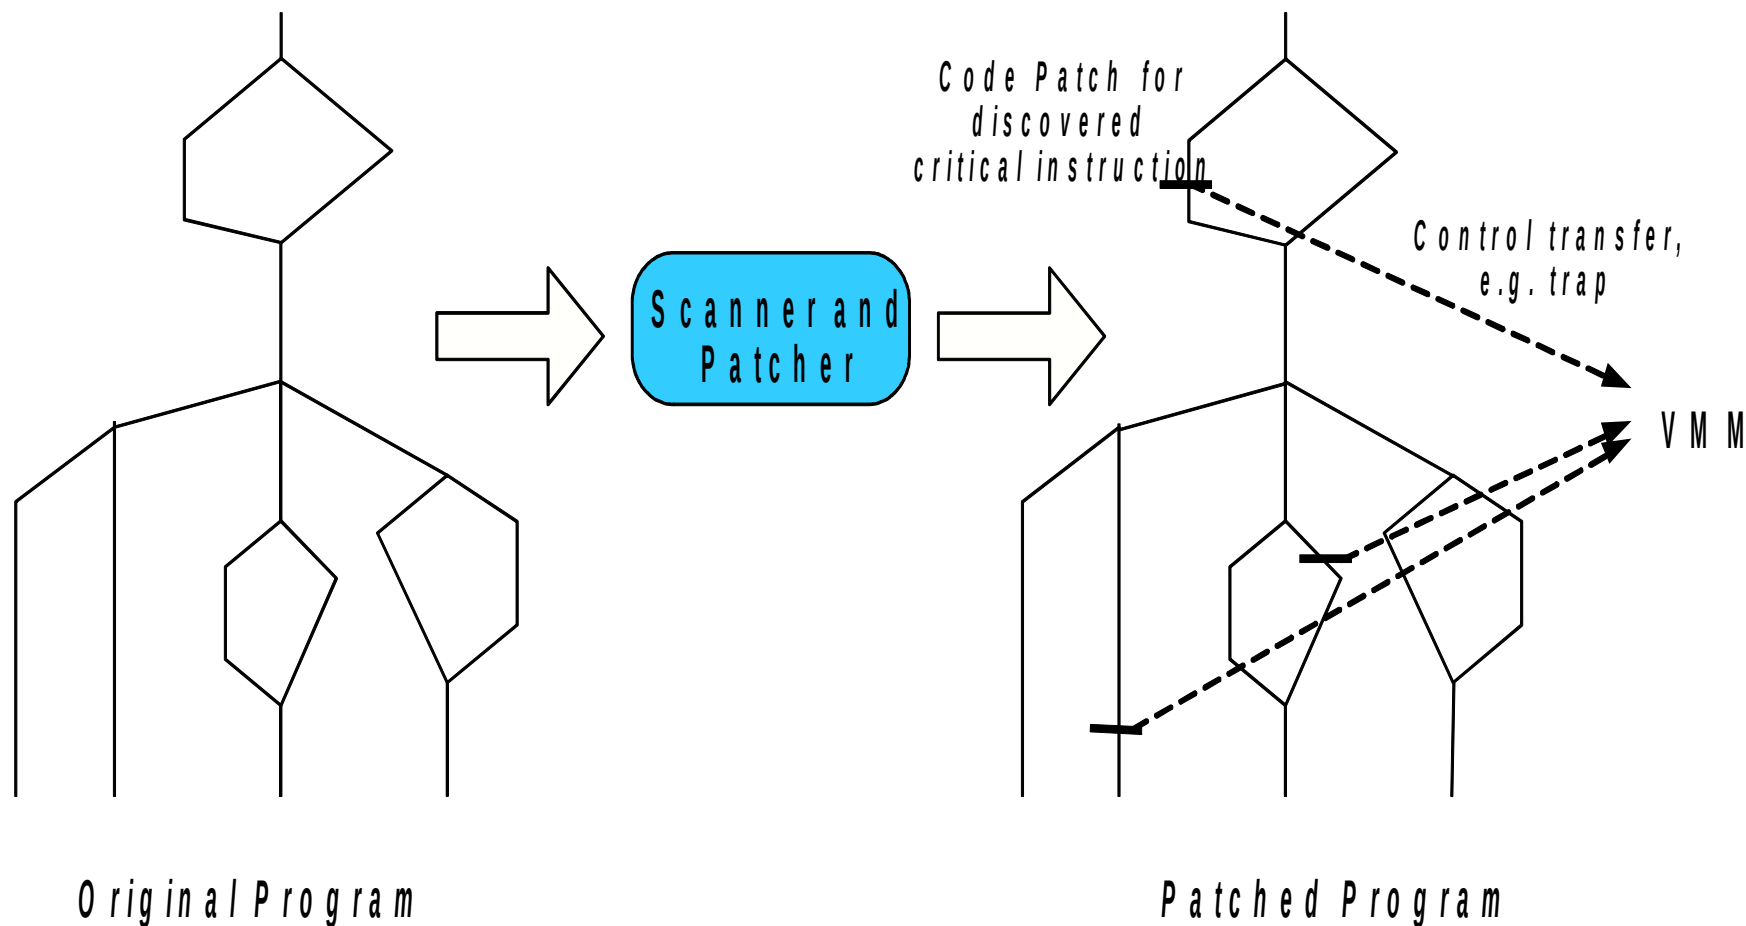 Code Patch for
discovered
critical instruction
Control transfer,
e.g. trap
Scanner and
Patcher
VMM
Original Program
Patched Program